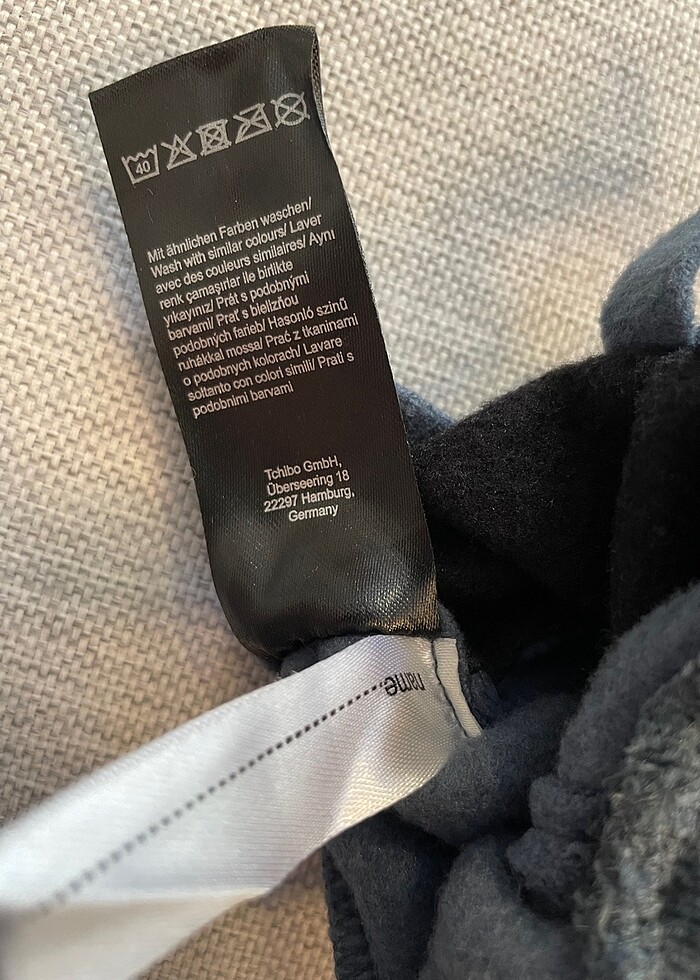 40
Mit ähnlichen Farben waschen/
Wash with similar colours/ Laver
avec des couleurs similaires/ Aynı
renk çamaşırlar ile birlikte
yıkayınız/ Prát s podobnými
barvami/ Prať s bielizňou
podobných farieb/ Hasonló színű
ruhákkal mossa/ Prać z tkaninami
o podobnych kolorach/ Lavare
soltanto con colori simili/ Prati s
podobnimi barvami
Tchibo GmbH,
Überseering 18
22297 Hamburg,
Germany
name: